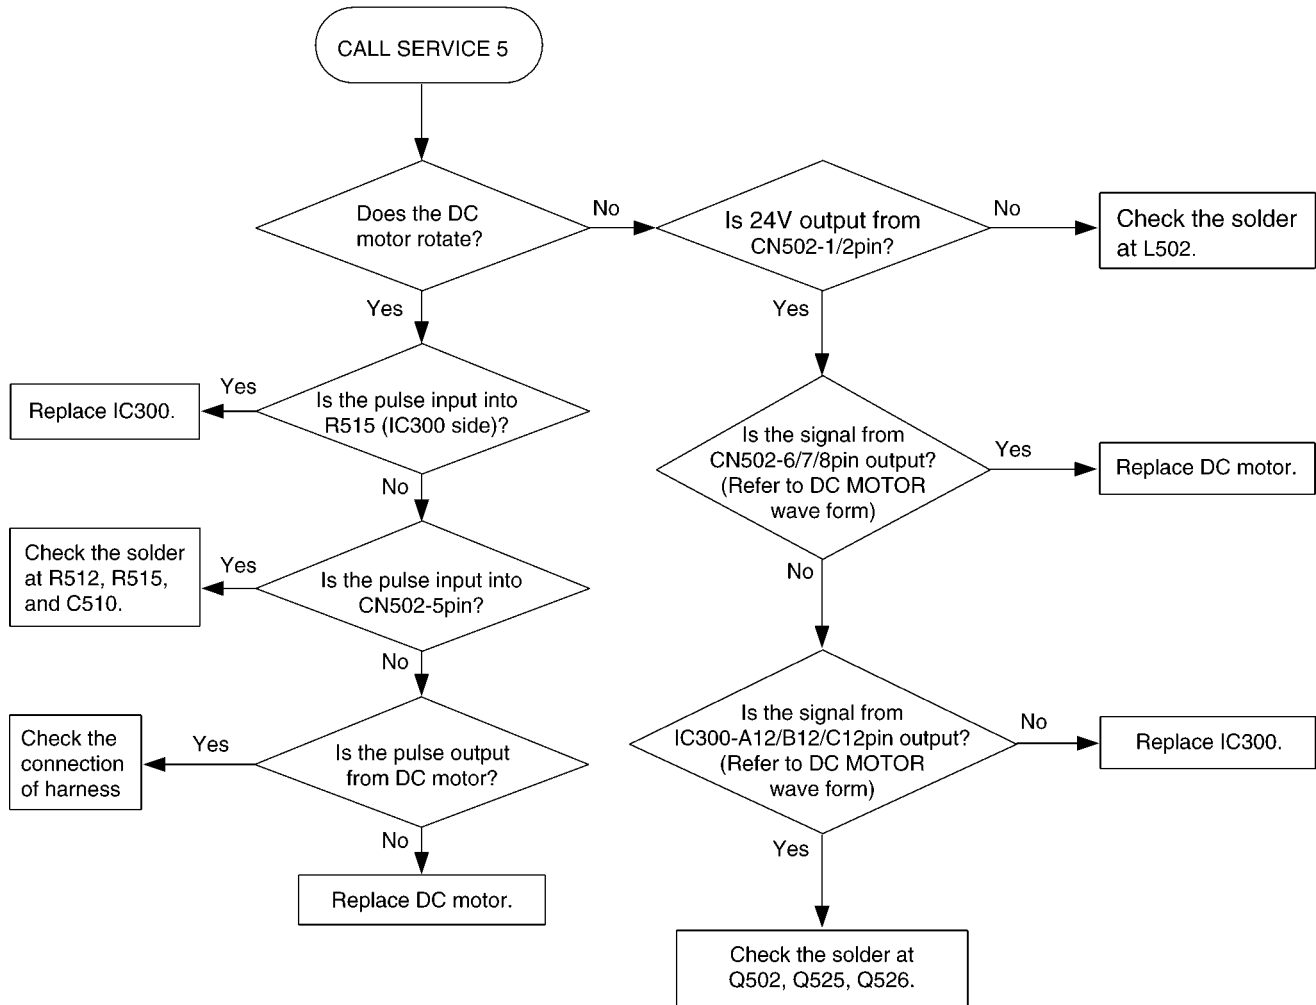 CALL SERVICE 5
Does the DC
motor rotate?
No
Is 24V output from
CN502-1/2pin?
No
Check the solder
at L502.
Yes
Yes
Replace IC300.
Yes
Is the pulse input into
R515 (IC300 side)?
Is the signal from
CN502-6/7/8pin output?
(Refer to DC MOTOR
wave form)
Yes
Replace DC motor.
No
Check the solder
at R512, R515,
and C510.
Yes
Is the pulse input into
CN502-5pin?
No
No
Check the
connection
of harness
Yes
Is the pulse output
from DC motor?
Is the signal from
IC300-A12/B12/C12pin output?
(Refer to DC MOTOR
wave form)
No
Replace IC300.
No
Yes
Replace DC motor.
Check the solder at
Q502, Q525, Q526.